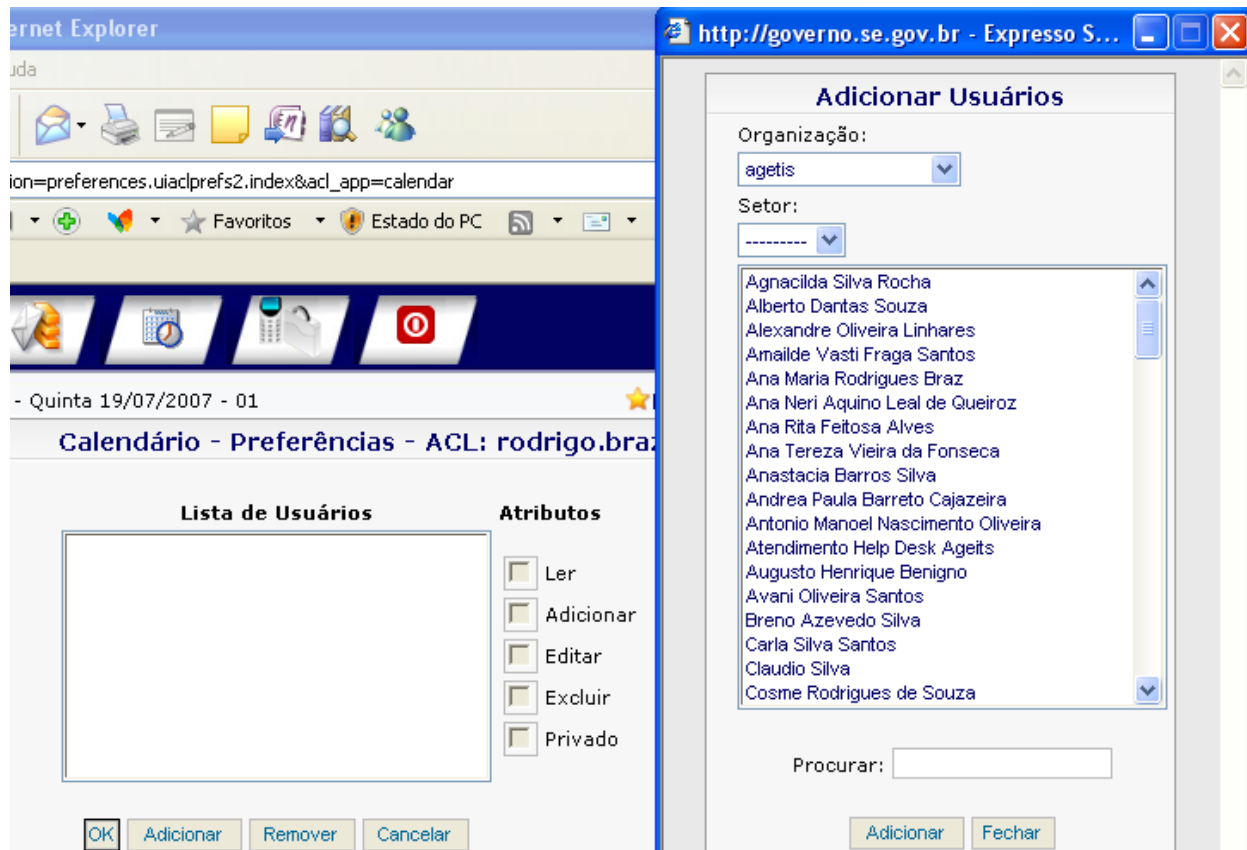 ernet Explorer
uda
ion=preferences.uiaclprefs2.index&acl_app=calendar
Favoritos
Estado do PC
- Quinta 19/07/2007 - 01
Calendário - Preferências - ACL: rodrigo.braz
Lista de Usuários
Atributos
Ler
Adicionar
Editar
Excluir
Privado
OK
Adicionar
Remover
Cancelar
http://governo.se.gov.br - Expresso S...
Adicionar Usuários
Organização:
agetis
Setor:
---------
Agnacilda Silva Rocha
Alberto Dantas Souza
Alexandre Oliveira Linhares
Amailde Vasti Fraga Santos
Ana Maria Rodrigues Braz
Ana Neri Aquino Leal de Queiroz
Ana Rita Feitosa Alves
Ana Tereza Vieira da Fonseca
Anastacia Barros Silva
Andrea Paula Barreto Cajazeira
Antonio Manoel Nascimento Oliveira
Atendimento Help Desk Ageits
Augusto Henrique Benigno
Avani Oliveira Santos
Breno Azevedo Silva
Carla Silva Santos
Claudio Silva
Cosme Rodrigues de Souza
Procurar:
Adicionar
Fechar